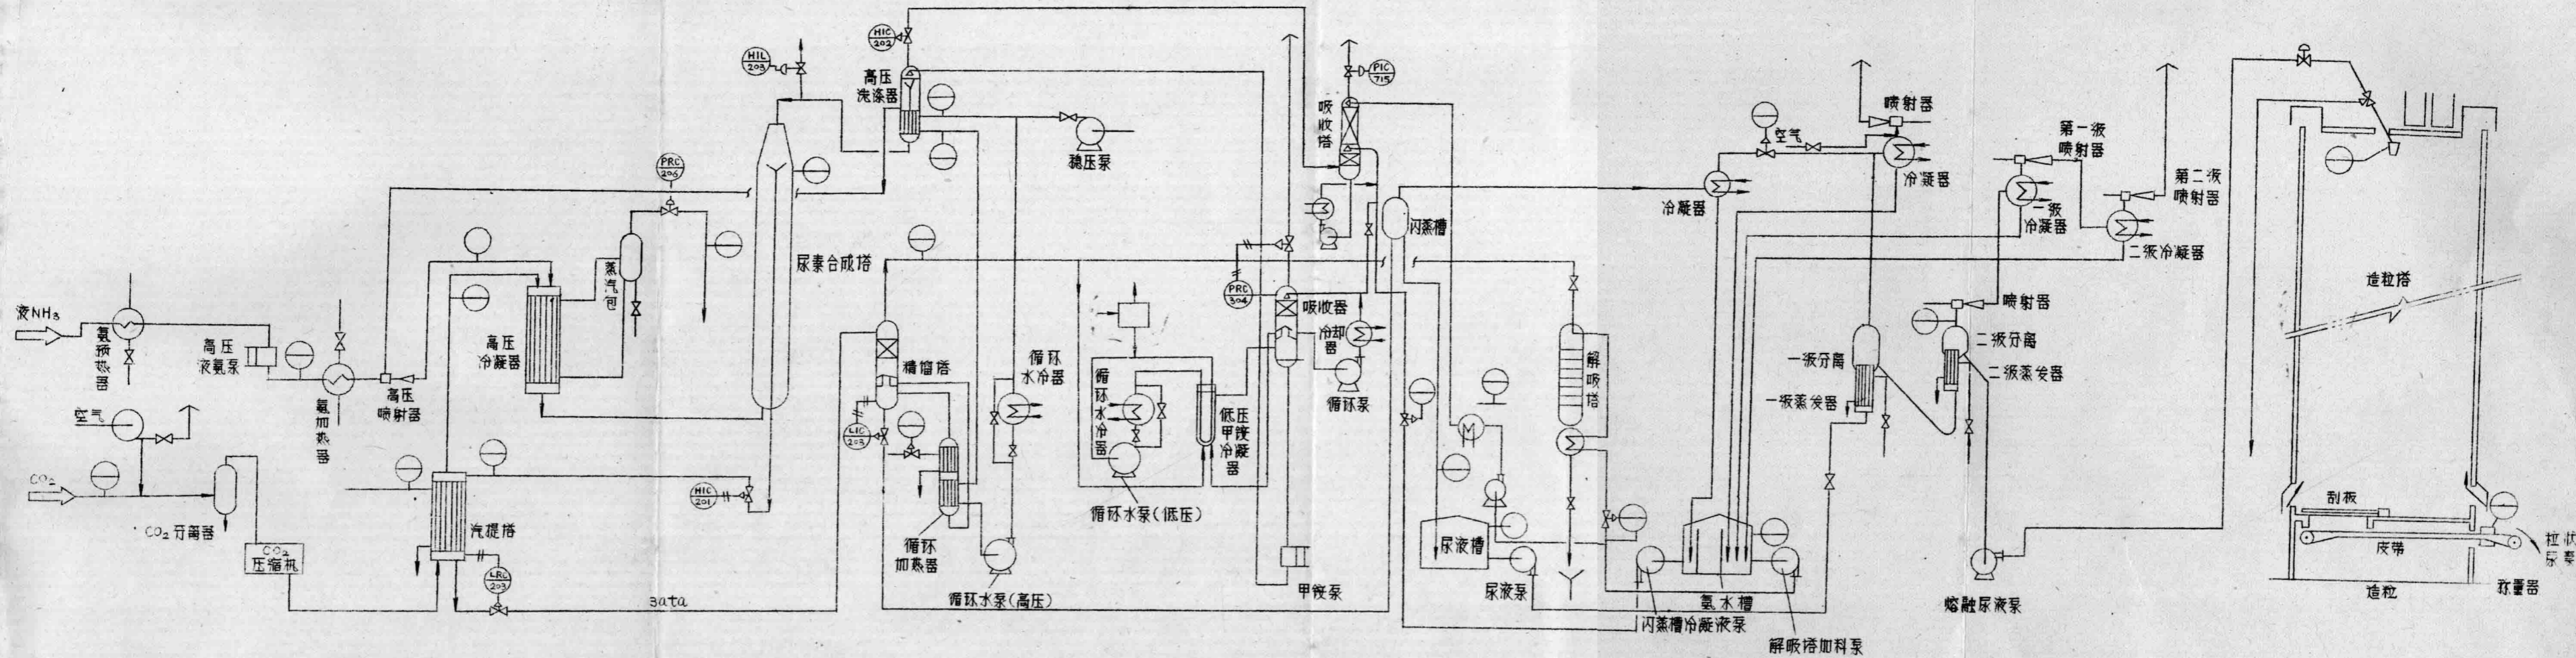 HIC
202
HIL
203
高压
洗涤器
PIC
715
吸
收
塔
喷射器
空气
第一级
喷射器
稳压泵
PRC
206
冷凝器
第二级
喷射器
冷凝器
闪蒸槽
一级
冷凝器
二级冷凝器
尿素合成塔
蒸
汽
包
造粒塔
PRC
304
吸收器
喷射器
液NH3
氨
预
热
器
高压
液氨泵
高压
冷凝器
冷却
器
二级分离
一级分离
循环
水冷器
精馏塔
解
吸
塔
二级蒸发器
循
环
水
冷
器
高压
喷射器
氨
加
热
器
一级蒸发器
循环泵
低压
甲铵
冷凝
器
空气
LIC
203
CO2
HIC
201
刮板
循环水泵(低压)
汽提塔
CO2分离器
粒状
尿素
尿液槽
皮带
循环
加热器
CO2
压缩机
LRC
203
称量器
尿液泵
甲铵泵
造粒
3ata
循环水泵(高压)
氨水槽
熔融尿液泵
闪蒸槽冷凝液泵
解吸塔加料泵